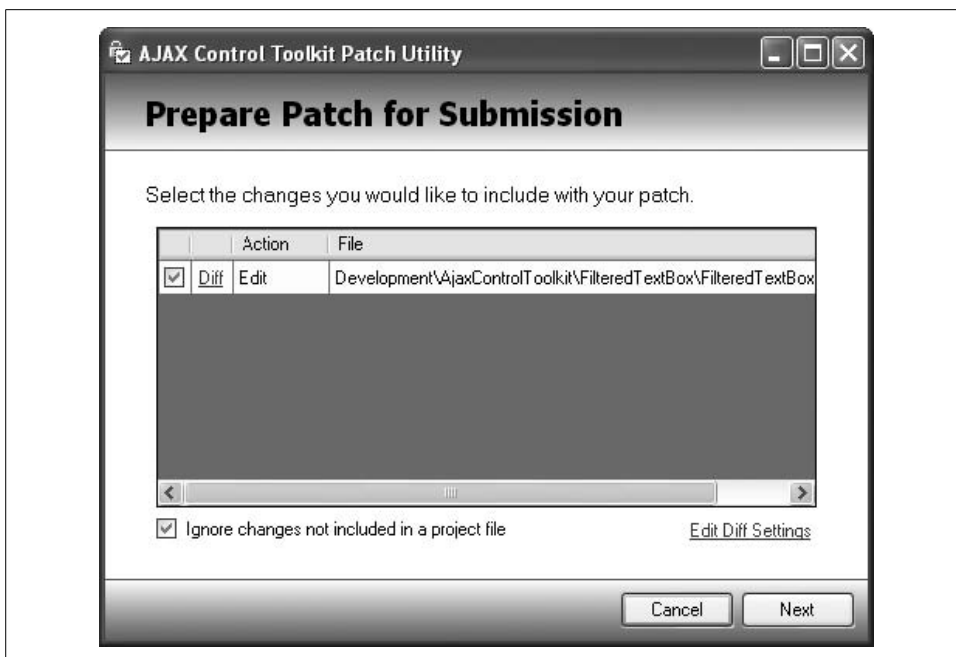 AJAX Control Toolkit Patch Utility
Prepare Patch for Submission
Select the changes you would like to include with your patch.
Action File
Diff Edit Development\AjaxControlToolkit\FilteredTextBox\FilteredTextBox
Ignore changes not included in a project file Edit Diff Settings
Cancel Next